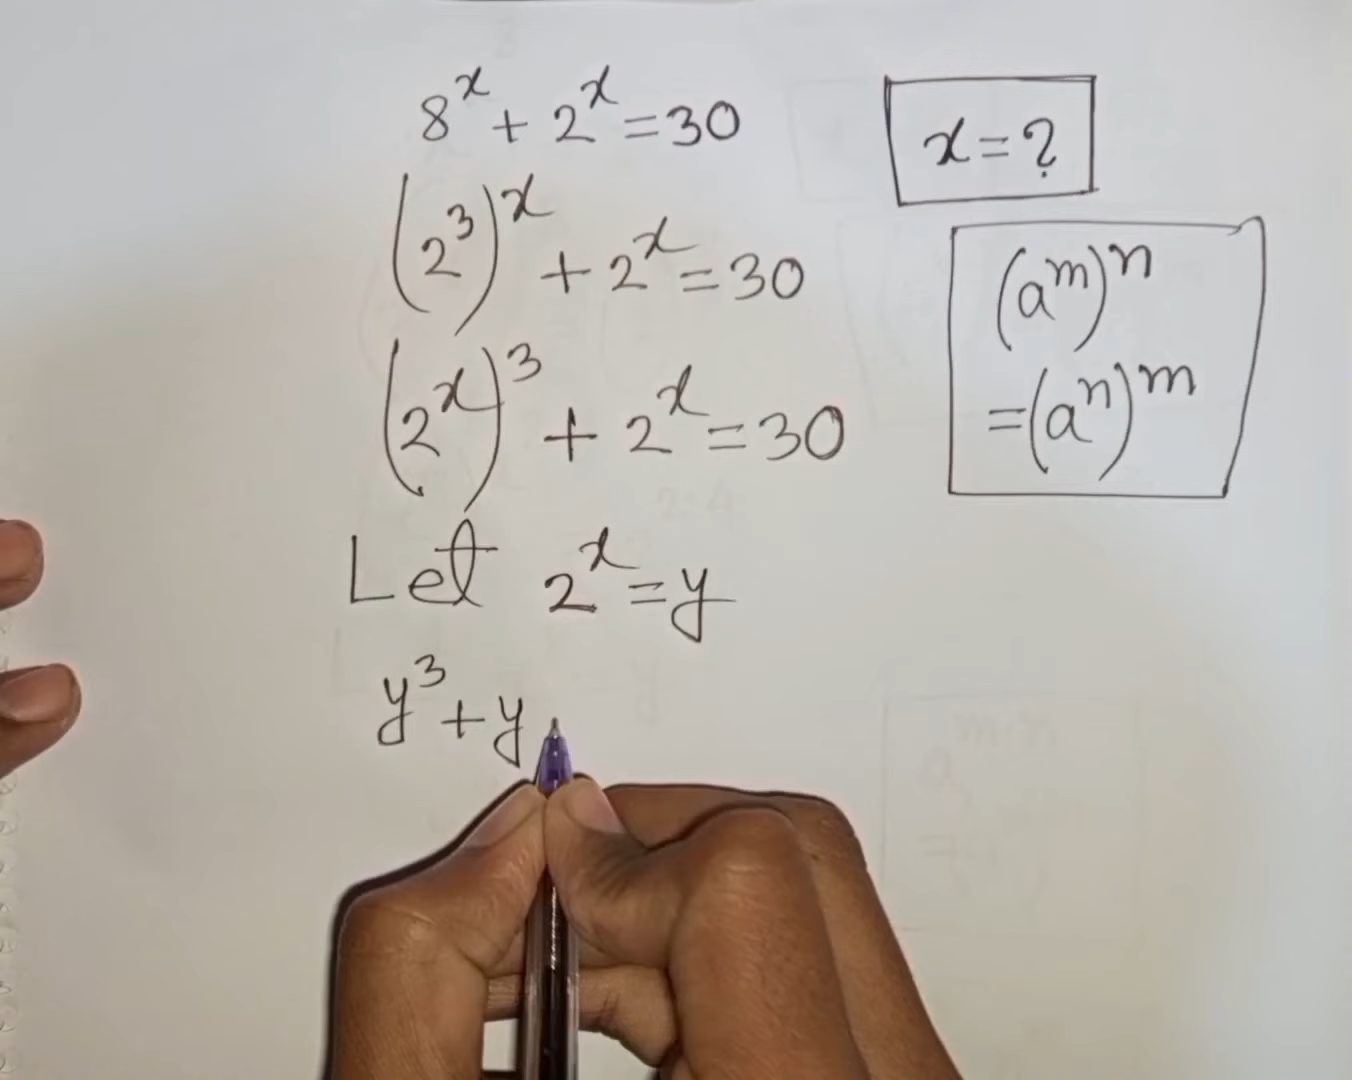 8^x + 2^x = 30
x = ?
(2^3)^x + 2^x = 30
(a^m)^n
= (a^n)^m
(2^x)^3 + 2^x = 30
Let 2^x = y
y^3 + y